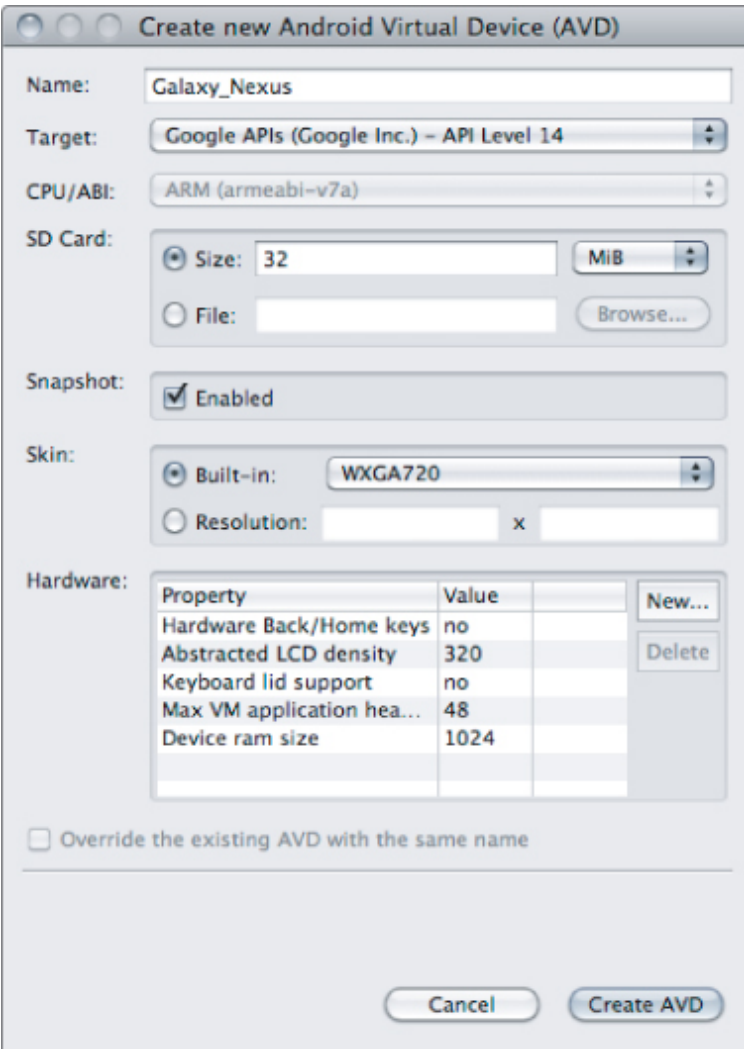 Create new Android Virtual Device (AVD)
Name: Galaxy_Nexus
Target: Google APIs (Google Inc.) – API Level 14
CPU/ABI: ARM (armeabi-v7a)
SD Card:
Size: 32 MiB
File: Browse...
Snapshot:
Enabled
Skin:
Built-in: WXGA720
Resolution: x
Hardware:
Property Value New...
Hardware Back/Home keys no
Abstracted LCD density 320 Delete
Keyboard lid support no
Max VM application hea... 48
Device ram size 1024
Override the existing AVD with the same name
Cancel Create AVD